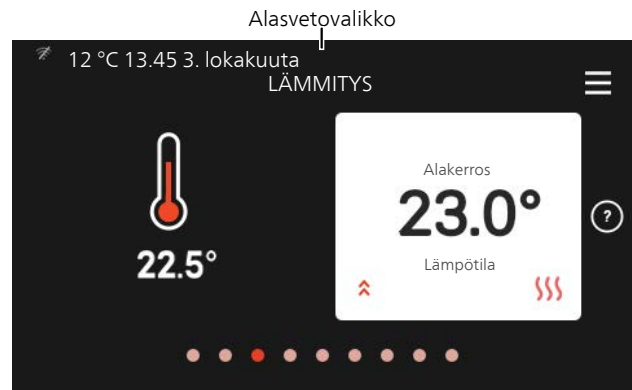 Alasvetovalikko
12 °C 13.45 3. lokakuuta
LÄMMITYS
Alakerros
23.0°
Lämpötila
22.5°
?